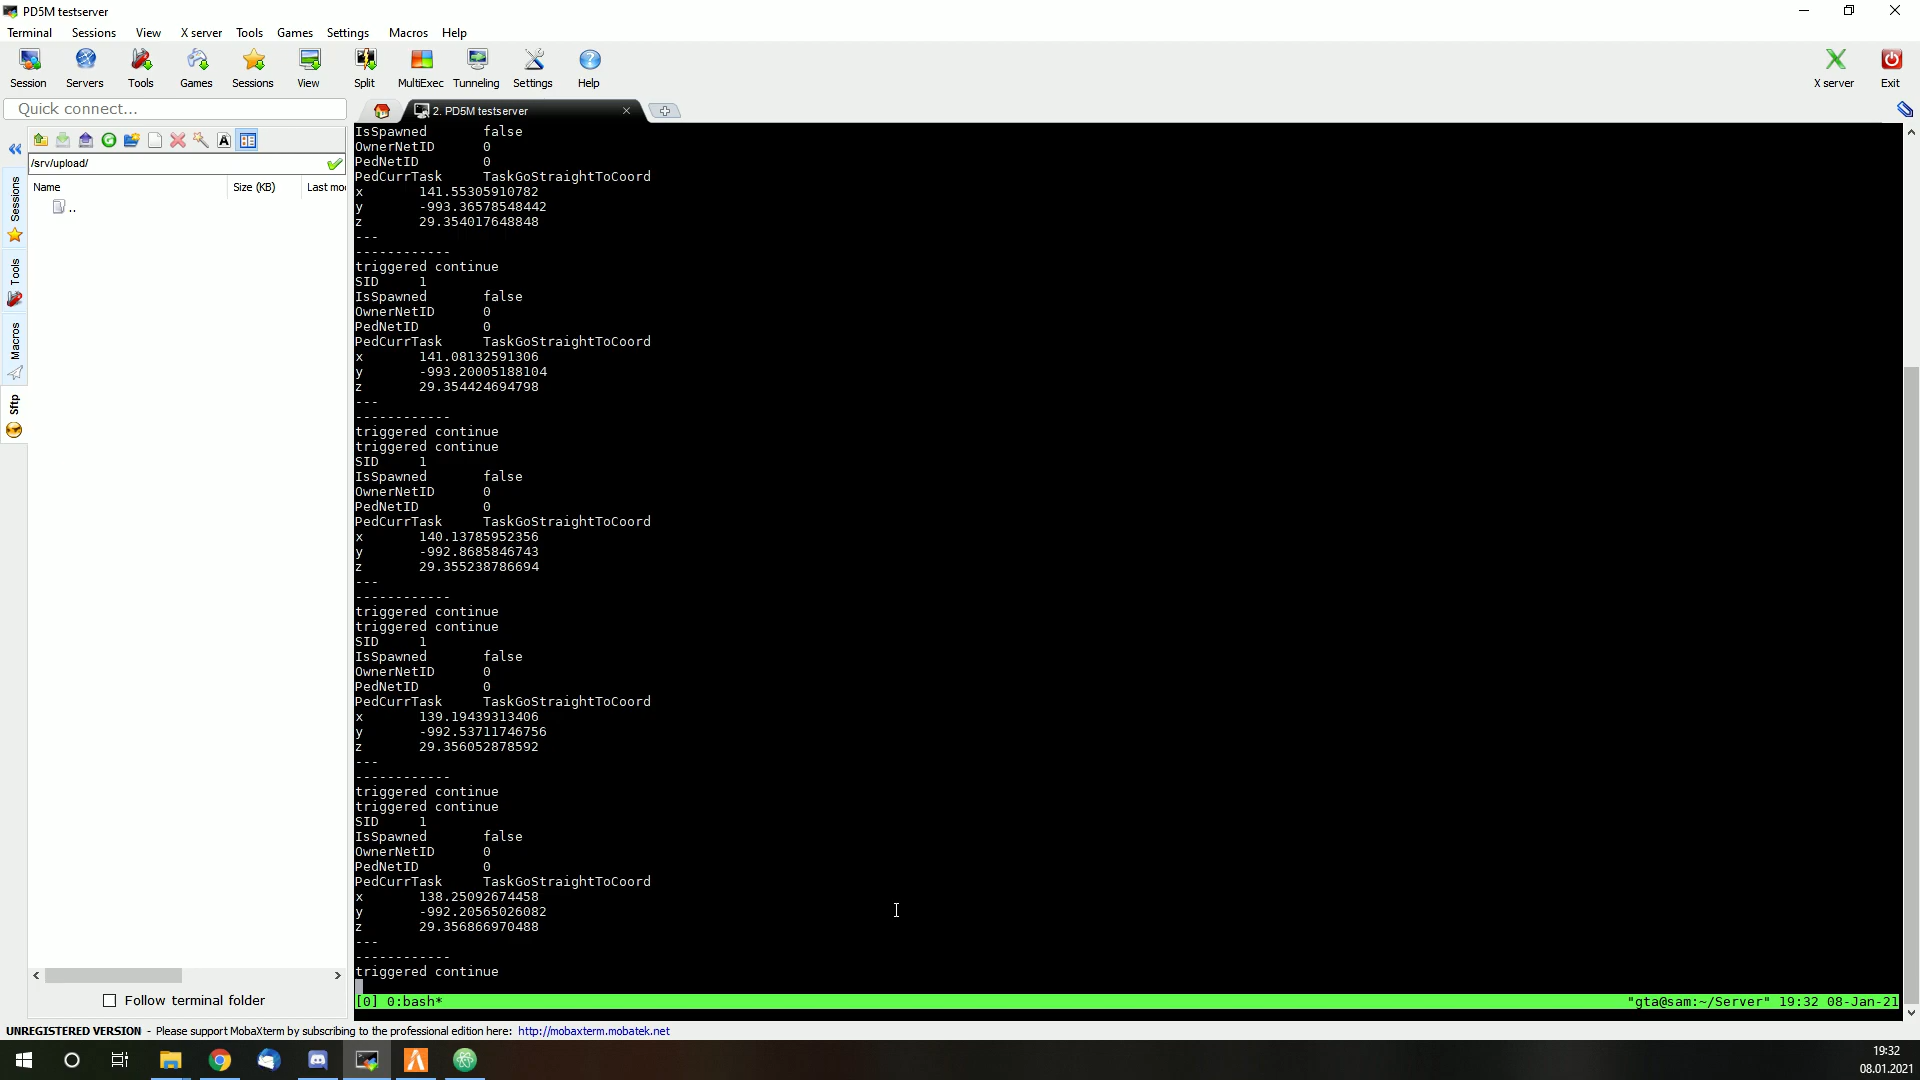 PD5M testserver
Terminal Sessions View X server Tools Games Settings Macros Help
Session Servers Tools Games Sessions View Split MultiExec Tunneling Settings Help X server Exit
Quick connect...
2. PD5M testserver
/srv/upload/
Name Size (KB) Last mo
..
Sessions
Tools
Macros
Sftp
IsSpawned false
OwnerNetID 0
PedNetID 0
PedCurrTask TaskGoStraightToCoord
x 141.55305910782
y -993.36578548442
z 29.354017648848
---
------------
triggered continue
SID 1
IsSpawned false
OwnerNetID 0
PedNetID 0
PedCurrTask TaskGoStraightToCoord
x 141.08132591306
y -993.20005188104
z 29.354424694798
---
------------
triggered continue
triggered continue
SID 1
IsSpawned false
OwnerNetID 0
PedNetID 0
PedCurrTask TaskGoStraightToCoord
x 140.13785952356
y -992.8685846743
z 29.355238786694
---
------------
triggered continue
triggered continue
SID 1
IsSpawned false
OwnerNetID 0
PedNetID 0
PedCurrTask TaskGoStraightToCoord
x 139.19439313406
y -992.53711746756
z 29.356052878592
---
------------
triggered continue
triggered continue
SID 1
IsSpawned false
OwnerNetID 0
PedNetID 0
PedCurrTask TaskGoStraightToCoord
x 138.25092674458
y -992.20565026082
z 29.356866970488
---
------------
triggered continue
[0] 0:bash* "gta@sam:~/Server" 19:32 08-Jan-21
Follow terminal folder
UNREGISTERED VERSION - Please support MobaXterm by subscribing to the professional edition here: http://mobaxterm.mobatek.net
19:32
08.01.2021